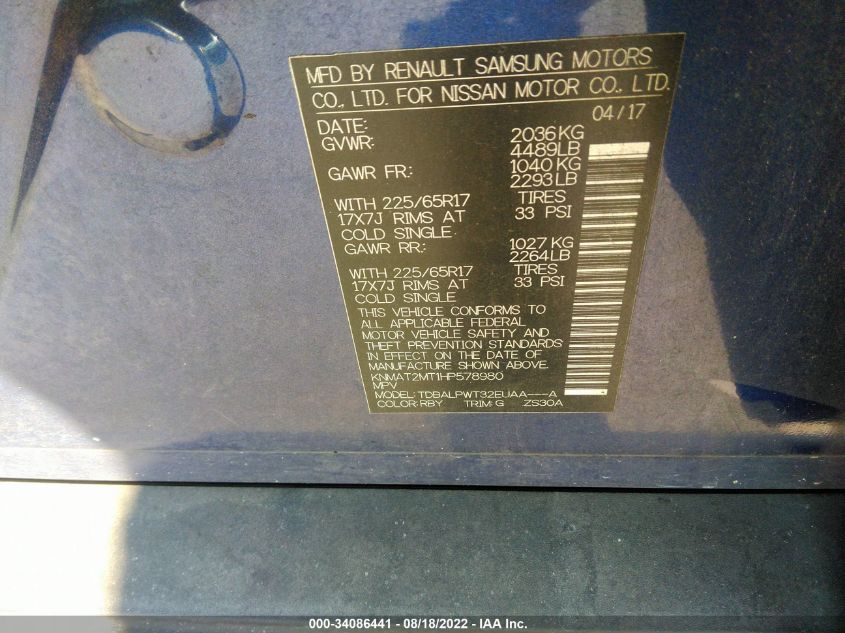 MFD BY RENAULT SAMSUNG MOTORS
CO., LTD. FOR NISSAN MOTOR CO., LTD.
DATE: 04/17
GVWR: 2036KG
4489LB
GAWR FR: 1040 KG
2293LB
WITH 225/65R17 TIRES
17X7J RIMS AT 33 PSI
COLD SINGLE
GAWR RR: 1027 KG
2264LB
WITH 225/65R17 TIRES
17X7J RIMS AT 33 PSI
COLD SINGLE
THIS VEHICLE CONFORMS TO
ALL APPLICABLE FEDERAL
MOTOR VEHICLE SAFETY AND
THEFT PREVENTION STANDARDS
IN EFFECT ON THE DATE OF
MANUFACTURE SHOWN ABOVE.
KNMAT2MT1HP578980
MPV
MODEL: TDBALPWT32EUAA---A
COLOR: RBY TRIM: G ZS30A
000-34086441 - 08/18/2022 - IAA Inc.